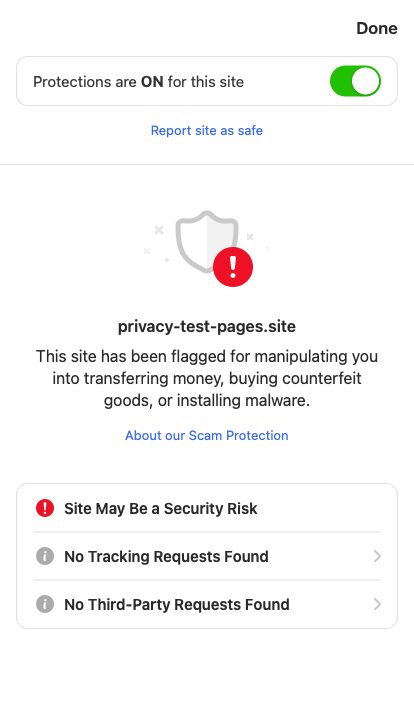 Done
Protections are ON for this site
Report site as safe
privacy-test-pages.site
This site has been flagged for manipulating you
into transferring money, buying counterfeit
goods, or installing malware.
About our Scam Protection
Site May Be a Security Risk
No Tracking Requests Found
No Third-Party Requests Found